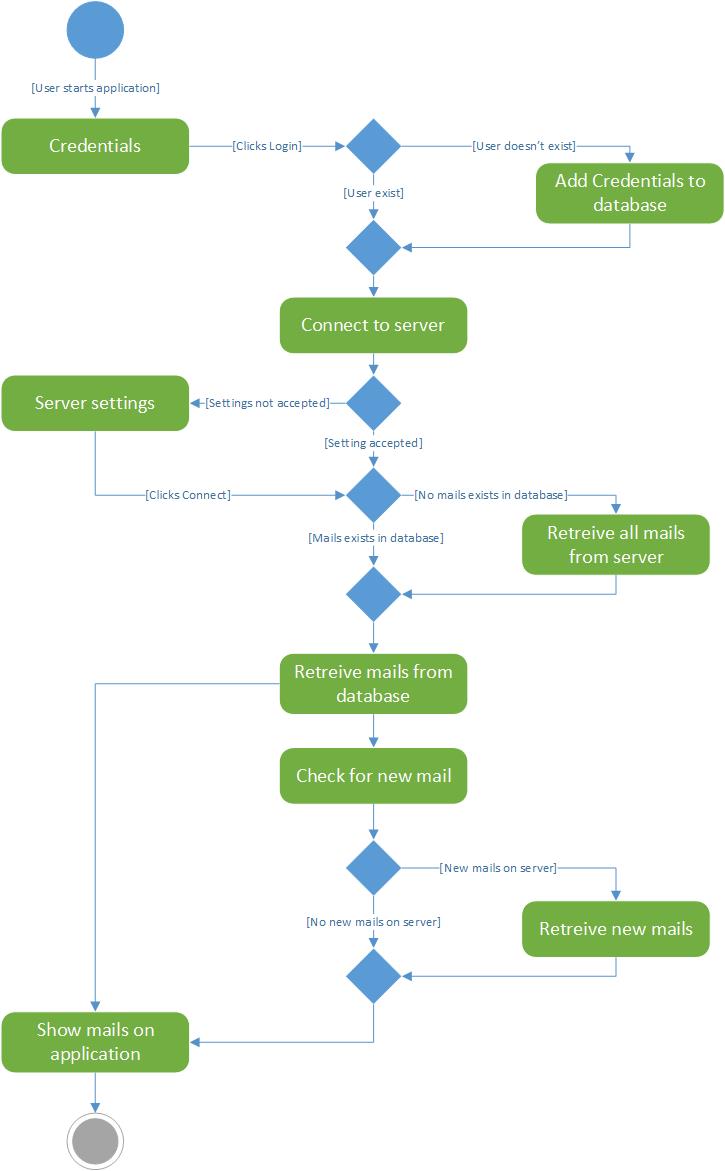 [User starts application]
Credentials
[Clicks Login]
[User doesn't exist]
Add Credentials to
database
[User exist]
Connect to server
Server settings
[Settings not accepted]
[Setting accepted]
[Clicks Connect]
[No mails exists in database]
Retreive all mails
from server
[Mails exists in database]
Retreive mails from
database
Check for new mail
[New mails on server]
[No new mails on server]
Retreive new mails
Show mails on
application